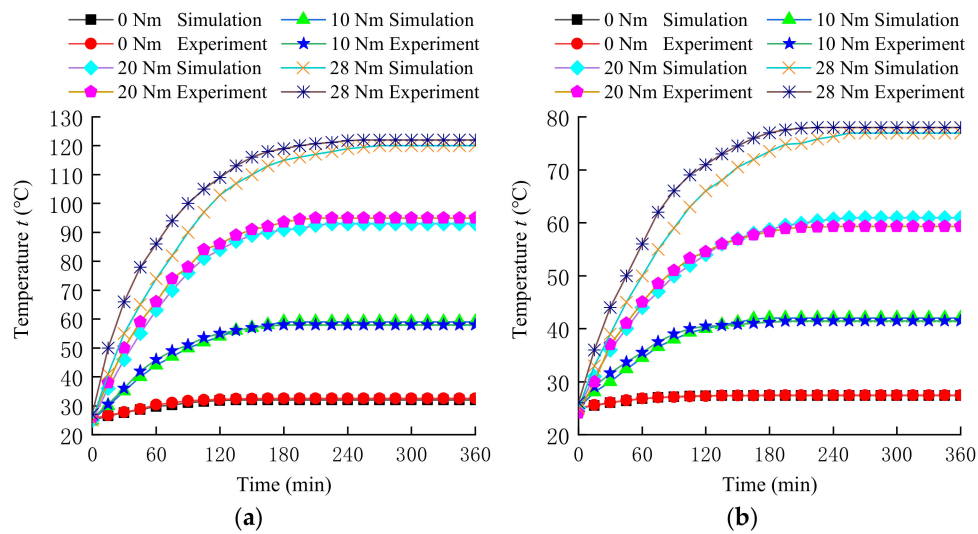 0 Nm Simulation 10 Nm Simulation
0 Nm Experiment 10 Nm Experiment
20 Nm Simulation 28 Nm Simulation
20 Nm Experiment 28 Nm Experiment
130
120
110
100
90
80
70
60
50
40
30
20
Temperature t (℃)
0 60 120 180 240 300 360
Time (min)
(a)
0 Nm Simulation 10 Nm Simulation
0 Nm Experiment 10 Nm Experiment
20 Nm Simulation 28 Nm Simulation
20 Nm Experiment 28 Nm Experiment
80
70
60
50
40
30
20
Temperature t (℃)
0 60 120 180 240 300 360
Time (min)
(b)